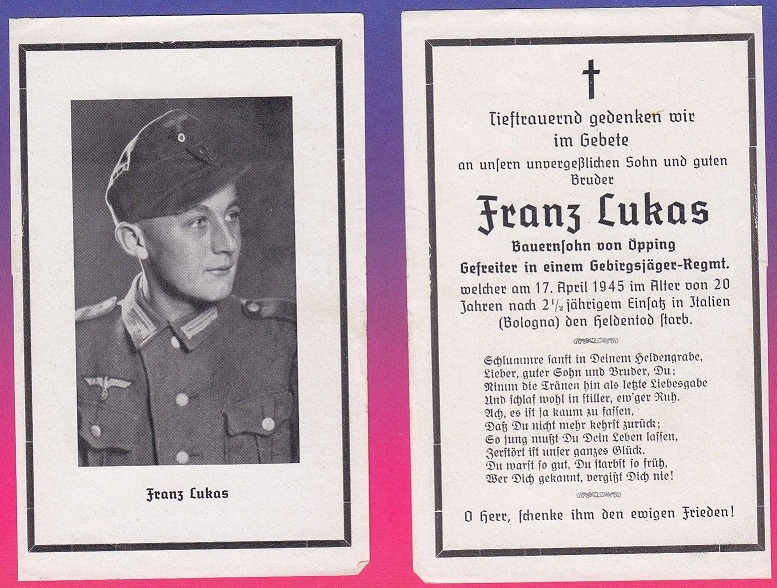 Franz Lukas
Tieftrauernd gedenken wir
im Gebete
an unsern unvergeßlichen Sohn und guten
Bruder
Franz Lukas
Bauernsohn von Öpping
Gefreiter in einem Gebirgsjäger-Regmt.
welcher am 17. April 1945 im Alter von 20
Jahren nach 2½ jährigem Einsatz in Italien
(Bologna) den Heldentod starb.
Schlummre sanft in Deinem Heldengrabe,
Lieber, guter Sohn und Bruder, Du;
Nimm die Tränen hin als letzte Liebesgabe
Und schlaf wohl in stiller, ew'ger Ruh.
Ach, es ist ja kaum zu fassen,
Daß Du nicht mehr kehrst zurück;
So jung mußt Du Dein Leben lassen,
Zerstört ist unser ganzes Glück.
Du warst so gut, Du starbst so früh,
Wer Dich gekannt, vergißt Dich nie!
O Herr, schenke ihm den ewigen Frieden!